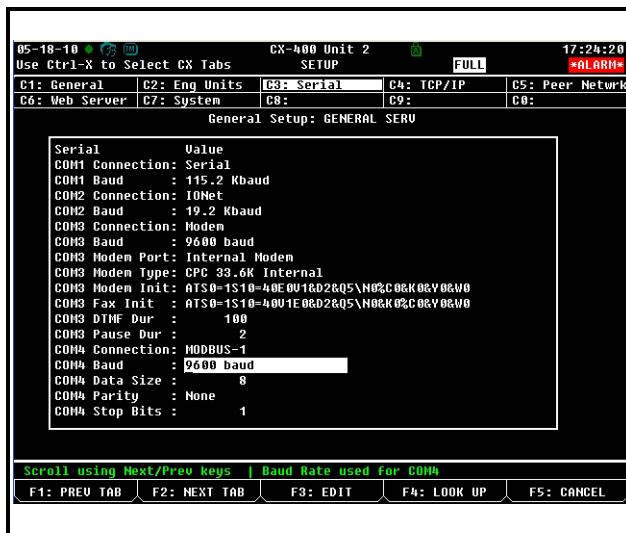 05-18-10 CX-400 Unit 2 17:24:20
Use Ctrl-X to Select CX Tabs SETUP FULL *ALARM*
C1: General C2: Eng Units C3: Serial C4: TCP/IP C5: Peer Netwrk
C6: Web Server C7: System C8: C9: C0:
General Setup: GENERAL SERV
Serial Value
COM1 Connection: Serial
COM1 Baud : 115.2 Kbaud
COM2 Connection: IONet
COM2 Baud : 19.2 Kbaud
COM3 Connection: Modem
COM3 Baud : 9600 baud
COM3 Modem Port: Internal Modem
COM3 Modem Type: CPC 33.6K Internal
COM3 Modem Init: ATS0=1S10=40E0V1&D2&Q5\N0%C0&K0&Y0&W0
COM3 Fax Init : ATS0=1S10=40V1E0&D2&Q5\N0&K0%C0&Y0&W0
COM3 DTMF Dur : 100
COM3 Pause Dur : 2
COM4 Connection: MODBUS-1
COM4 Baud : 9600 baud
COM4 Data Size : 8
COM4 Parity : None
COM4 Stop Bits : 1
Scroll using Next/Prev keys | Baud Rate used for COM4
F1: PREV TAB F2: NEXT TAB F3: EDIT F4: LOOK UP F5: CANCEL